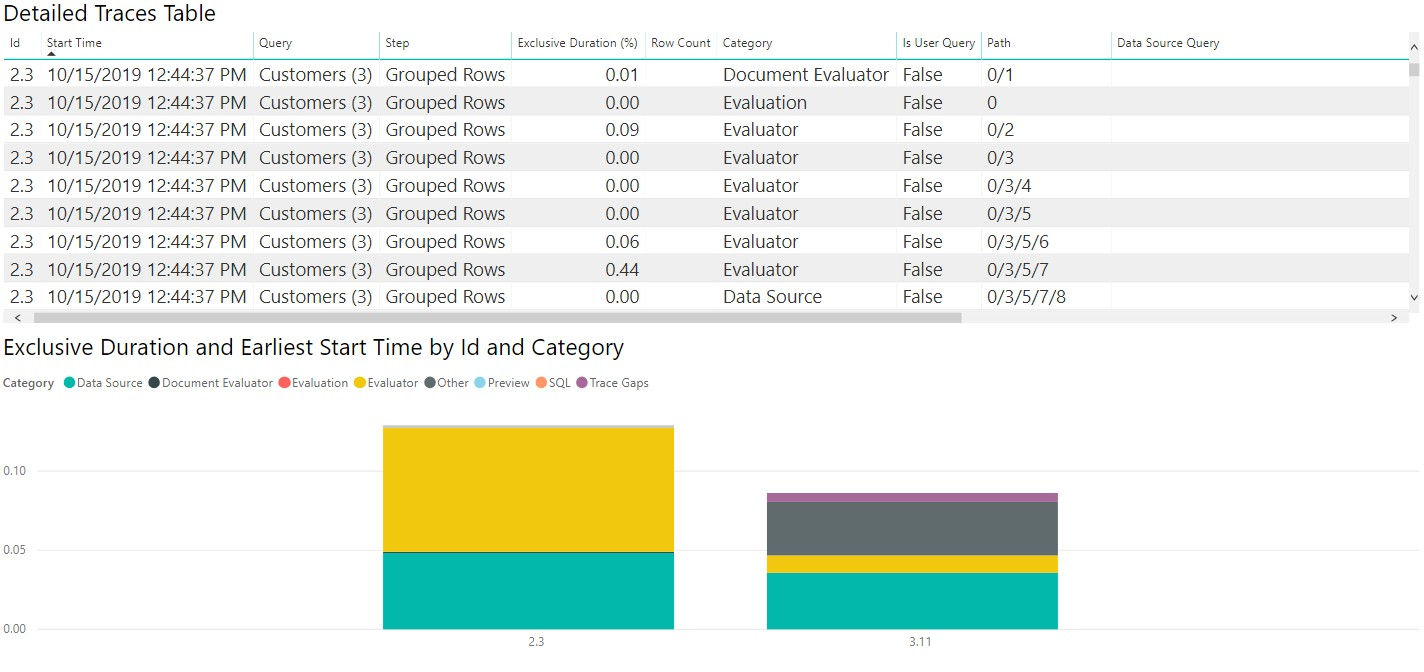 Detailed Traces Table
Id Start Time Query Step Exclusive Duration (%) Row Count Category Is User Query Path Data Source Query
2.3 10/15/2019 12:44:37 PM Customers (3) Grouped Rows 0.01 Document Evaluator False 0/1
2.3 10/15/2019 12:44:37 PM Customers (3) Grouped Rows 0.00 Evaluation False 0
2.3 10/15/2019 12:44:37 PM Customers (3) Grouped Rows 0.09 Evaluator False 0/2
2.3 10/15/2019 12:44:37 PM Customers (3) Grouped Rows 0.00 Evaluator False 0/3
2.3 10/15/2019 12:44:37 PM Customers (3) Grouped Rows 0.00 Evaluator False 0/3/4
2.3 10/15/2019 12:44:37 PM Customers (3) Grouped Rows 0.00 Evaluator False 0/3/5
2.3 10/15/2019 12:44:37 PM Customers (3) Grouped Rows 0.06 Evaluator False 0/3/5/6
2.3 10/15/2019 12:44:37 PM Customers (3) Grouped Rows 0.44 Evaluator False 0/3/5/7
2.3 10/15/2019 12:44:37 PM Customers (3) Grouped Rows 0.00 Data Source False 0/3/5/7/8
Exclusive Duration and Earliest Start Time by Id and Category
Category Data Source Document Evaluator Evaluation Evaluator Other Preview SQL Trace Gaps
0.10
0.05
0.00
2.3 3.11